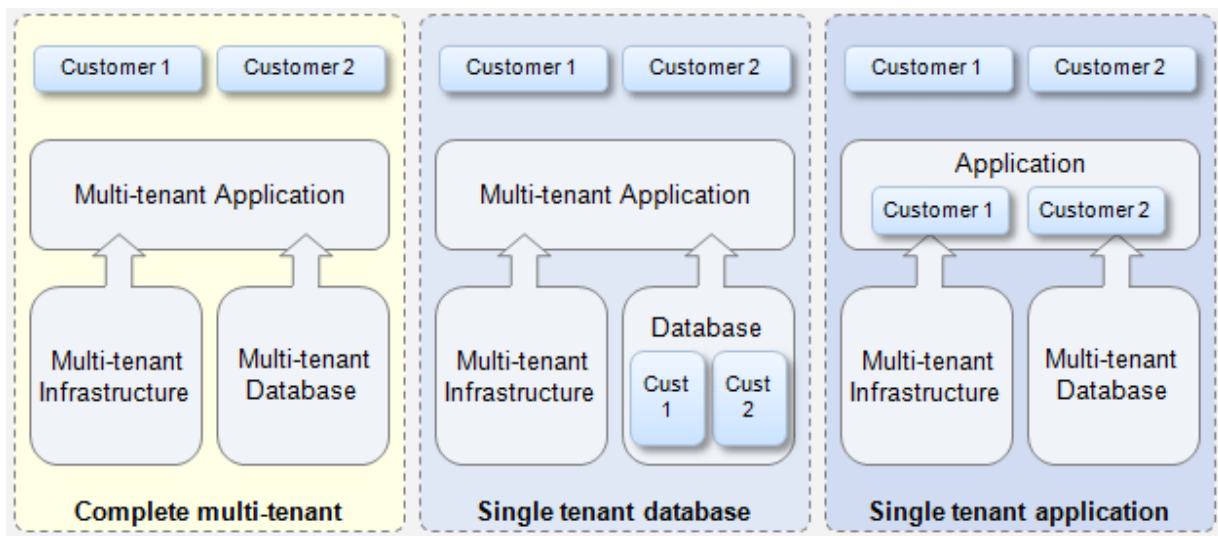 Customer 1
Customer 2
Multi-tenant Application
Multi-tenant
Infrastructure
Multi-tenant
Database
Complete multi-tenant
Customer 1
Customer 2
Multi-tenant Application
Multi-tenant
Infrastructure
Database
Cust
1
Cust
2
Single tenant database
Customer 1
Customer 2
Application
Customer 1
Customer 2
Multi-tenant
Infrastructure
Multi-tenant
Database
Single tenant application